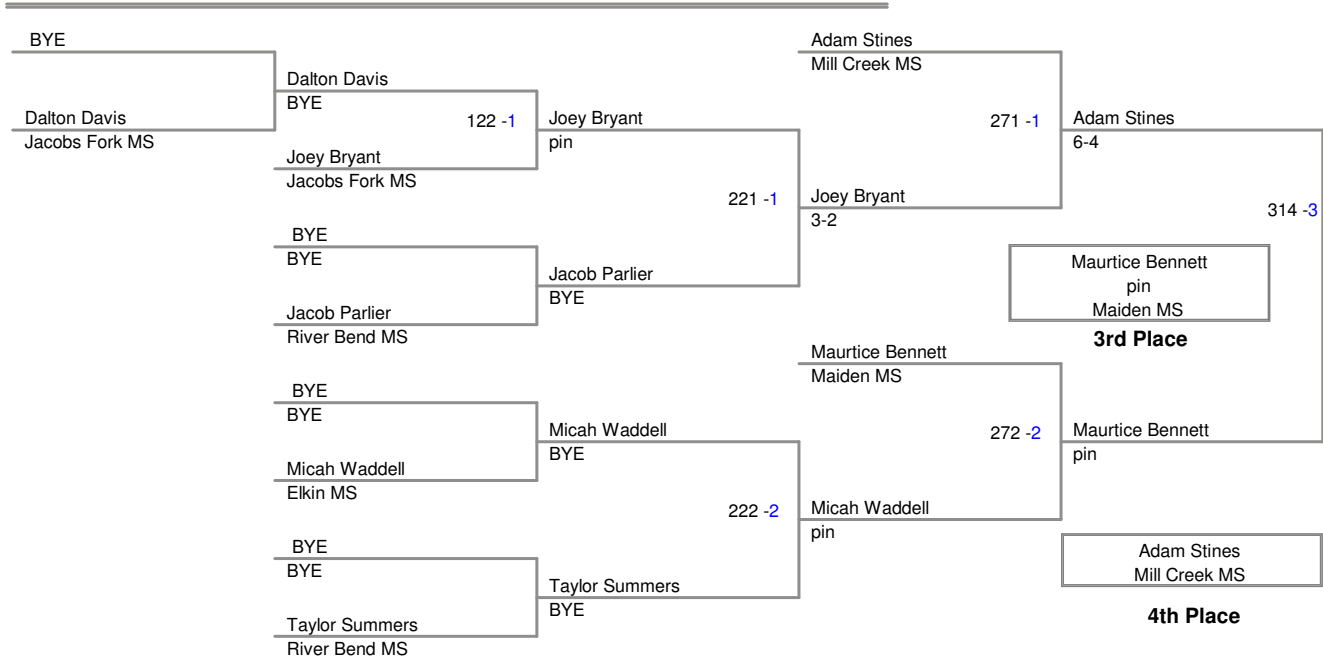 BYE
Adam Stines
Mill Creek MS
Dalton Davis
BYE
Dalton Davis
Jacobs Fork MS
122 -1
Joey Bryant
pin
271 -1
Adam Stines
6-4
Joey Bryant
Jacobs Fork MS
221 -1
Joey Bryant
3-2
314 -3
BYE
BYE
Jacob Parlier
BYE
Maurtice Bennett
pin
Maiden MS
3rd Place
Jacob Parlier
River Bend MS
Maurtice Bennett
Maiden MS
BYE
BYE
Micah Waddell
BYE
272 -2
Maurtice Bennett
pin
Micah Waddell
Elkin MS
222 -2
Micah Waddell
pin
BYE
BYE
Adam Stines
Mill Creek MS
4th Place
Taylor Summers
BYE
Taylor Summers
River Bend MS